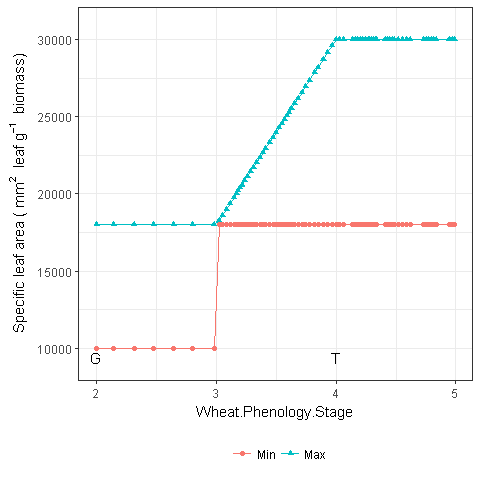 Specific leaf area ( mm² leaf g⁻¹ biomass)
30000
25000
20000
15000
10000
G
T
2 3 4 5
Wheat.Phenology.Stage
Min Max